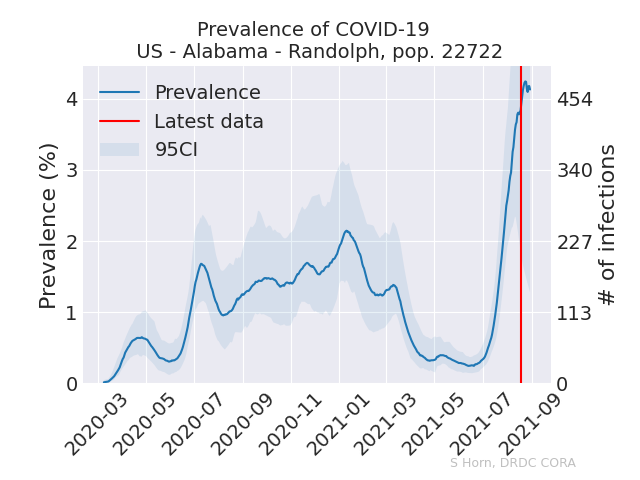 Prevalence of COVID-19
US - Alabama - Randolph, pop. 22722
Prevalence
Latest data
95CI
Prevalence (%)
4
3
2
1
0
# of infections
454
340
227
113
0
2020-03
2020-05
2020-07
2020-09
2020-11
2021-01
2021-03
2021-05
2021-07
2021-09
S Horn, DRDC CORA